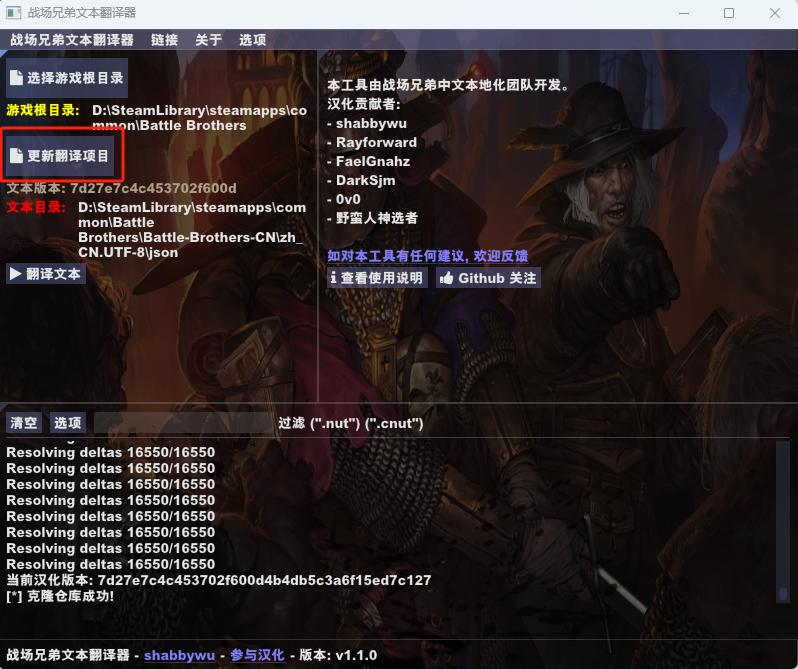 战场兄弟文本翻译器
战场兄弟文本翻译器 链接 关于 选项
选择游戏根目录
游戏根目录: D:\SteamLibrary\steamapps\co
mmon\Battle Brothers
更新翻译项目
文本版本: 7d27e7c4c453702f600d
文本目录: D:\SteamLibrary\steamapps\com
mon\Battle
Brothers\Battle-Brothers-CN\zh_
CN.UTF-8\json
翻译文本
本工具由战场兄弟中文本地化团队开发。
汉化贡献者:
- shabbywu
- Rayforward
- FaelGnahz
- DarkSjm
- 0v0
- 野蛮人神选者
如对本工具有任何建议, 欢迎反馈
查看使用说明 Github 关注
清空 选项 过滤 (".nut") (".cnut")
Resolving deltas 16550/16550
Resolving deltas 16550/16550
Resolving deltas 16550/16550
Resolving deltas 16550/16550
Resolving deltas 16550/16550
Resolving deltas 16550/16550
Resolving deltas 16550/16550
Resolving deltas 16550/16550
当前汉化版本: 7d27e7c4c453702f600d4b4db5c3a6f15ed7c127
[*] 克隆仓库成功!
战场兄弟文本翻译器 - shabbywu - 参与汉化 - 版本: v1.1.0